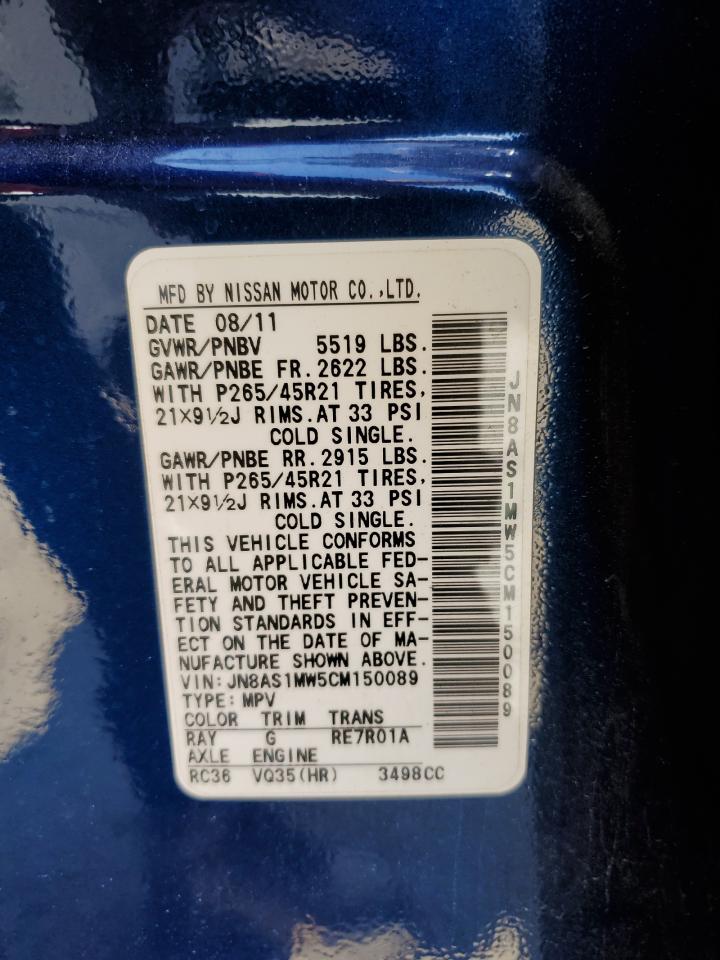 MFD BY NISSAN MOTOR CO.,LTD.
DATE 08/11
GVWR/PNBV 5519 LBS.
GAWR/PNBE FR. 2622 LBS.
WITH P265/45R21 TIRES,
21×9½J RIMS. AT 33 PSI
COLD SINGLE.
GAWR/PNBE RR. 2915 LBS.
WITH P265/45R21 TIRES,
21×9½J RIMS. AT 33 PSI
COLD SINGLE.
THIS VEHICLE CONFORMS
TO ALL APPLICABLE FED-
ERAL MOTOR VEHICLE SA-
FETY AND THEFT PREVEN-
TION STANDARDS IN EFF-
ECT ON THE DATE OF MA-
NUFACTURE SHOWN ABOVE.
VIN: JN8AS1MW5CM150089
TYPE: MPV
COLOR TRIM TRANS
RAY G RE7R01A
AXLE ENGINE
RC36 VQ35(HR) 3498CC
JN8AS1MW5CM150089